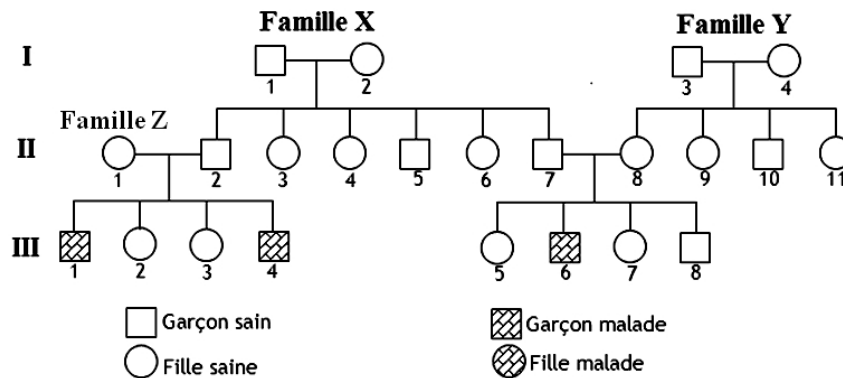 Famille X
Famille Y
I
1 2 3 4
Famille Z
II
1 2 3 4 5 6 7 8 9 10 11
III
1 2 3 4 5 6 7 8
Garçon sain
Garçon malade
Fille saine
Fille malade